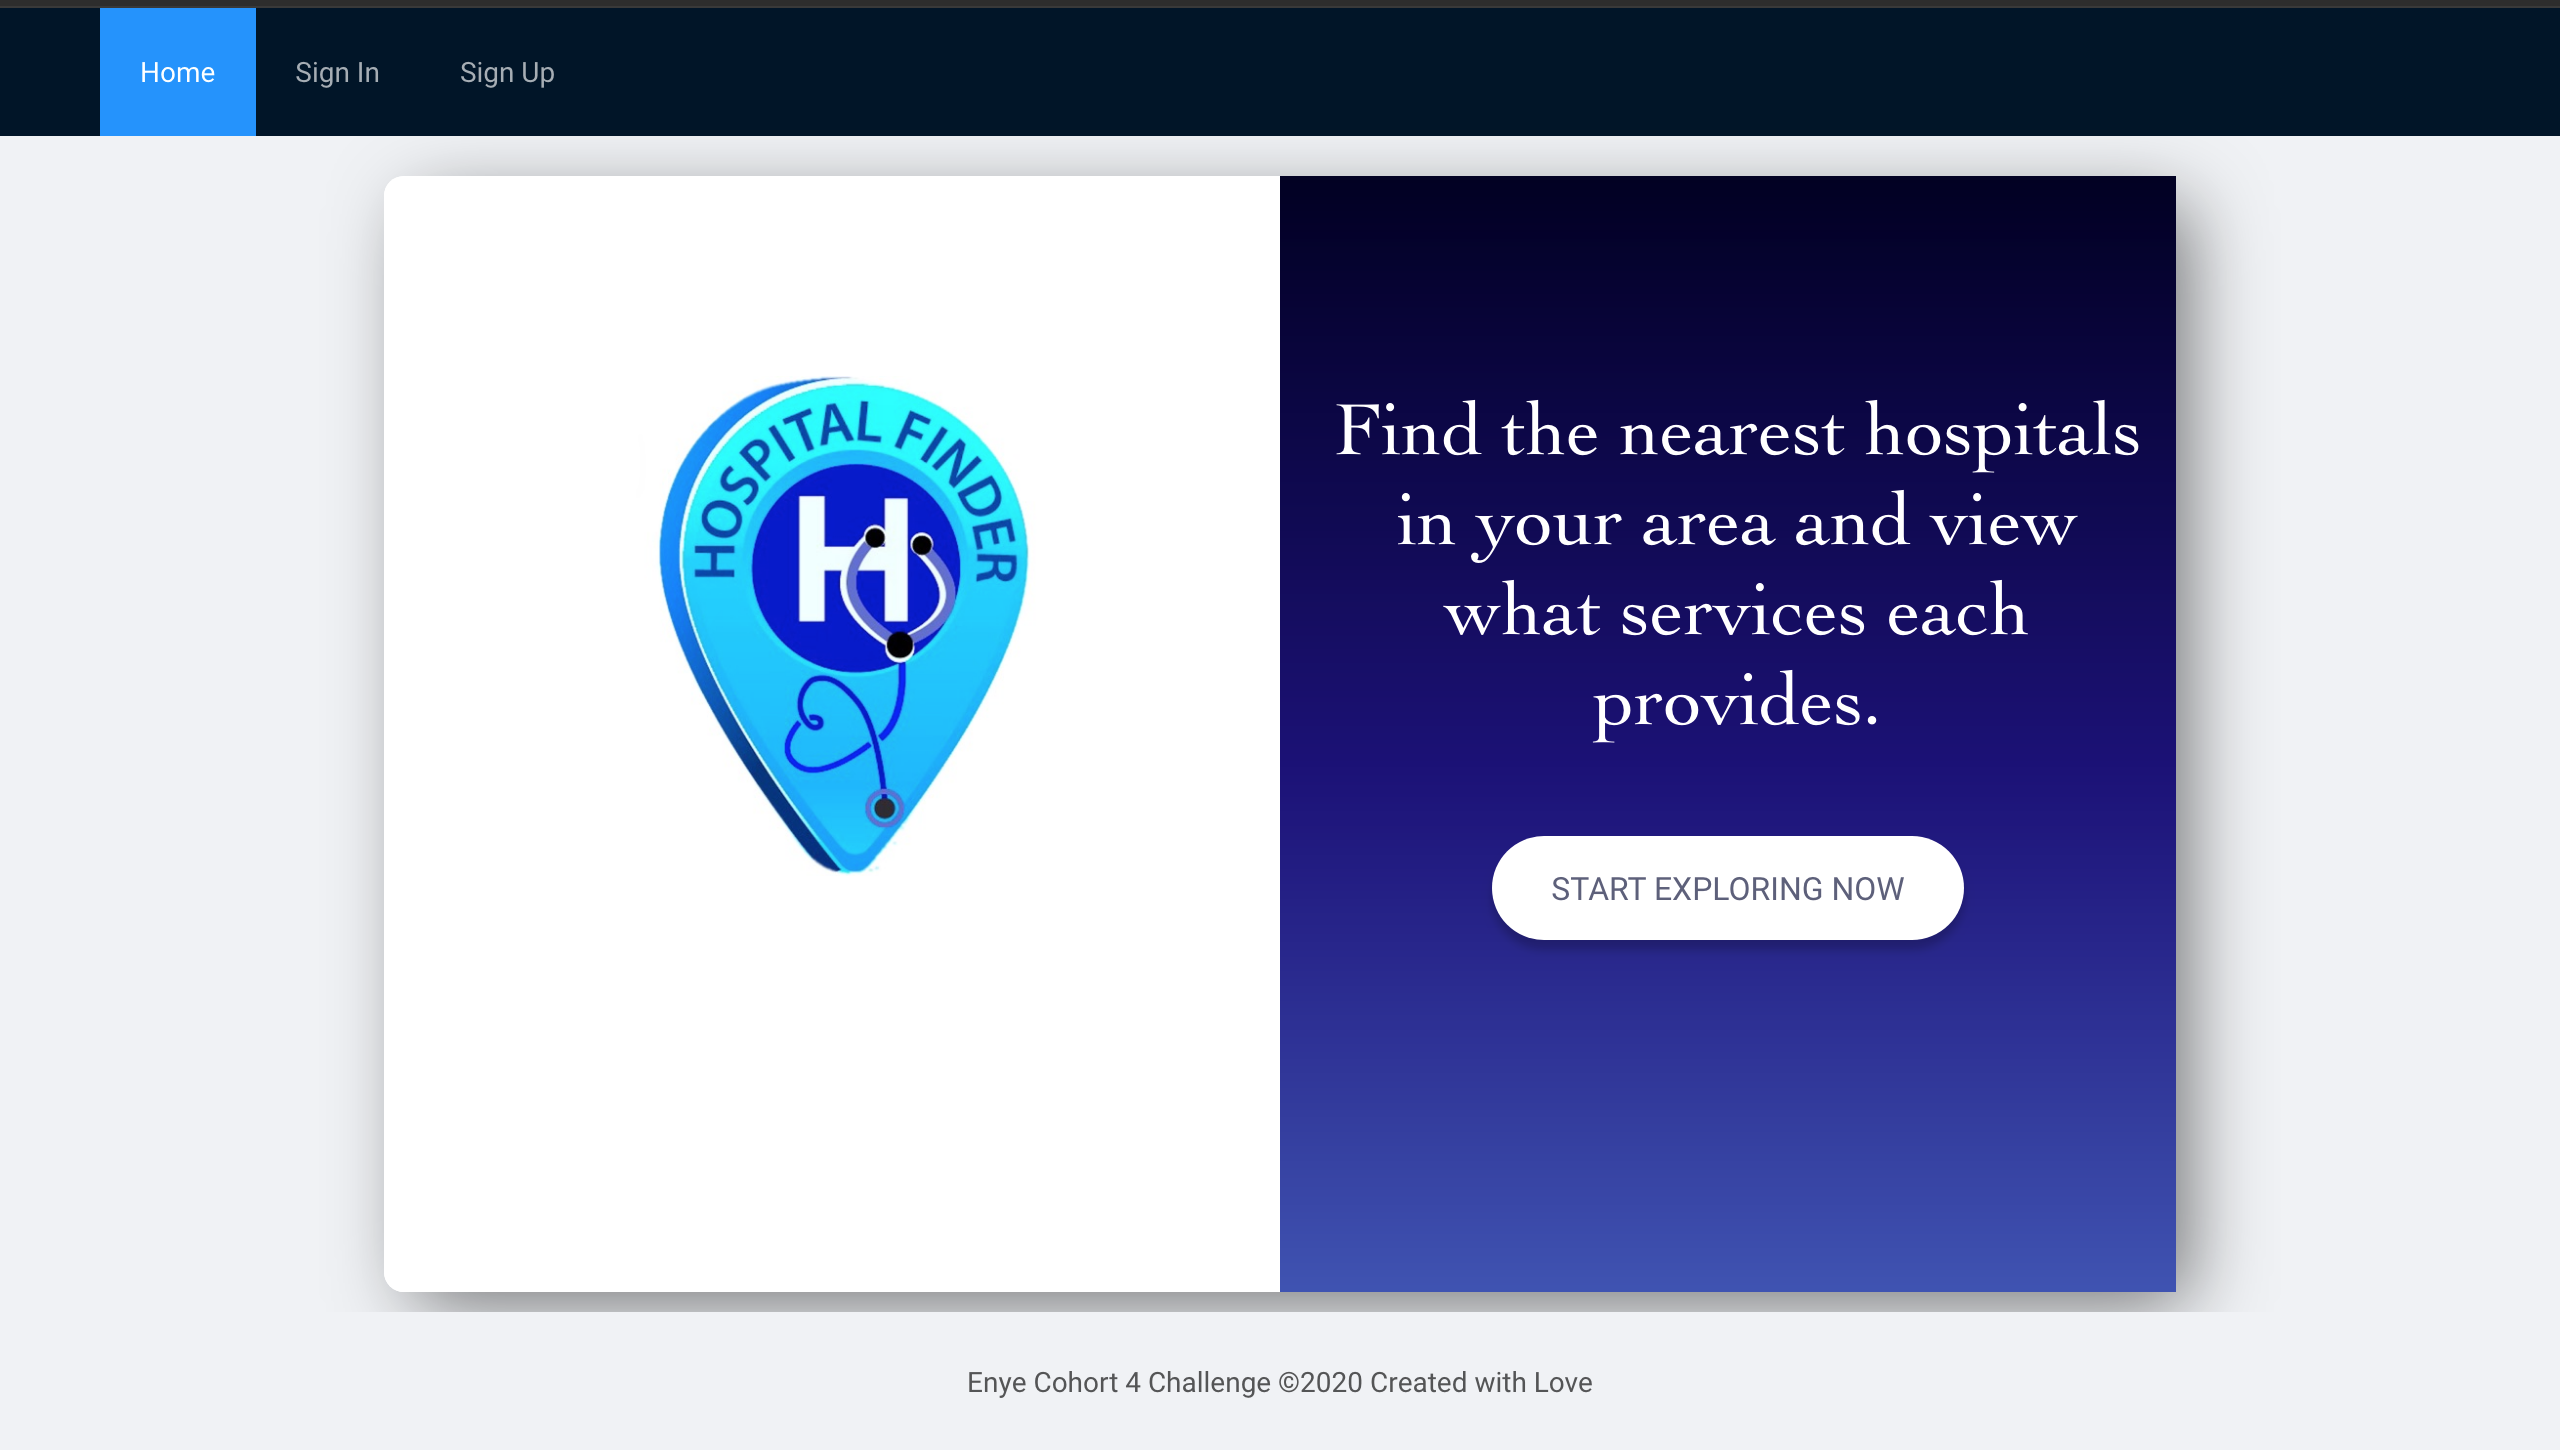 Home Sign In Sign Up
HOSPITAL FINDER
H
Find the nearest hospitals
in your area and view
what services each
provides.
START EXPLORING NOW
Enye Cohort 4 Challenge ©2020 Created with Love